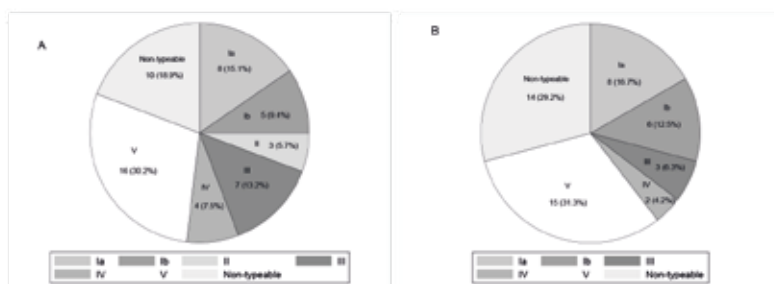 A
Ia
8 (15.1%)
Ib 5 (9.4%)
II 3 (5.7%)
III
7 (13.2%)
IV
4 (7.5%)
V
16 (30.2%)
Non-typeable
10 (18.9%)
Ia Ib II III
IV V Non-typeable
B
Ia
8 (16.7%)
Ib
6 (12.5%)
III
3 (6.3%)
IV
2 (4.2%)
V
15 (31.3%)
Non-typeable
14 (29.2%)
Ia Ib III
IV V Non-typeable